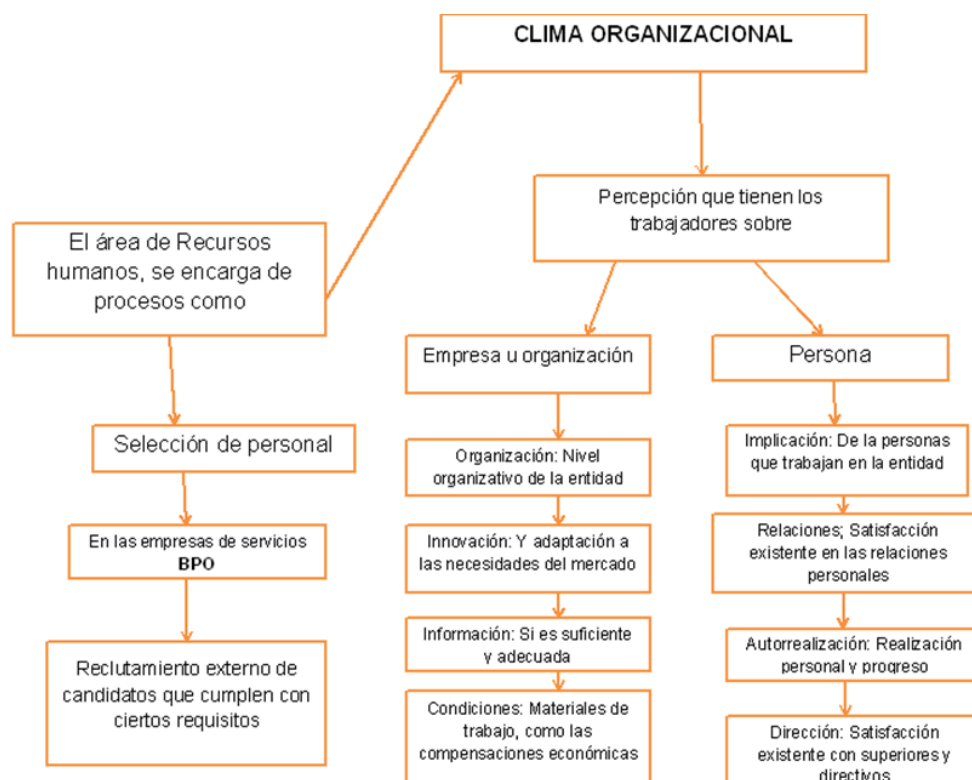 CLIMA ORGANIZACIONAL
Percepción que tienen los
trabajadores sobre
El área de Recursos
humanos, se encarga de
procesos como
Empresa u organización
Persona
Selección de personal
Organización: Nivel
organizativo de la entidad
Implicación: De la personas
que trabajan en la entidad
En las empresas de servicios
BPO
Innovación: Y adaptación a
las necesidades del mercado
Relaciones; Satisfacción
existente en las relaciones
personales
Información: Si es suficiente
y adecuada
Autorrealización: Realización
personal y progreso
Reclutamiento externo de
candidatos que cumplen con
ciertos requisitos
Condiciones: Materiales de
trabajo, como las
compensaciones económicas
Dirección: Satisfacción
existente con superiores y
directivos